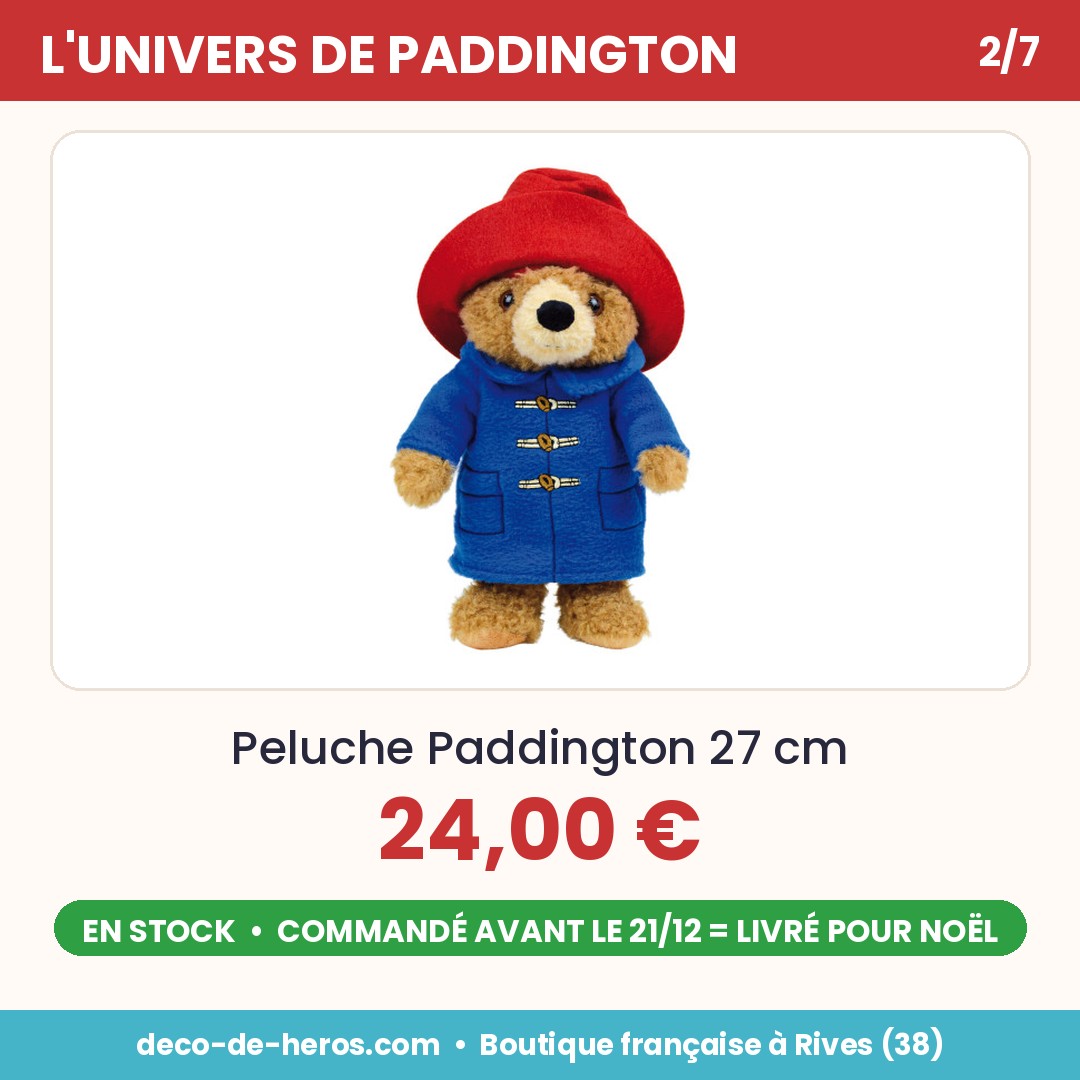 L'UNIVERS DE PADDINGTON
2/7
Peluche Paddington 27 cm
24,00 €
EN STOCK • COMMANDÉ AVANT LE 21/12 = LIVRÉ POUR NOËL
deco-de-heros.com • Boutique française à Rives (38)